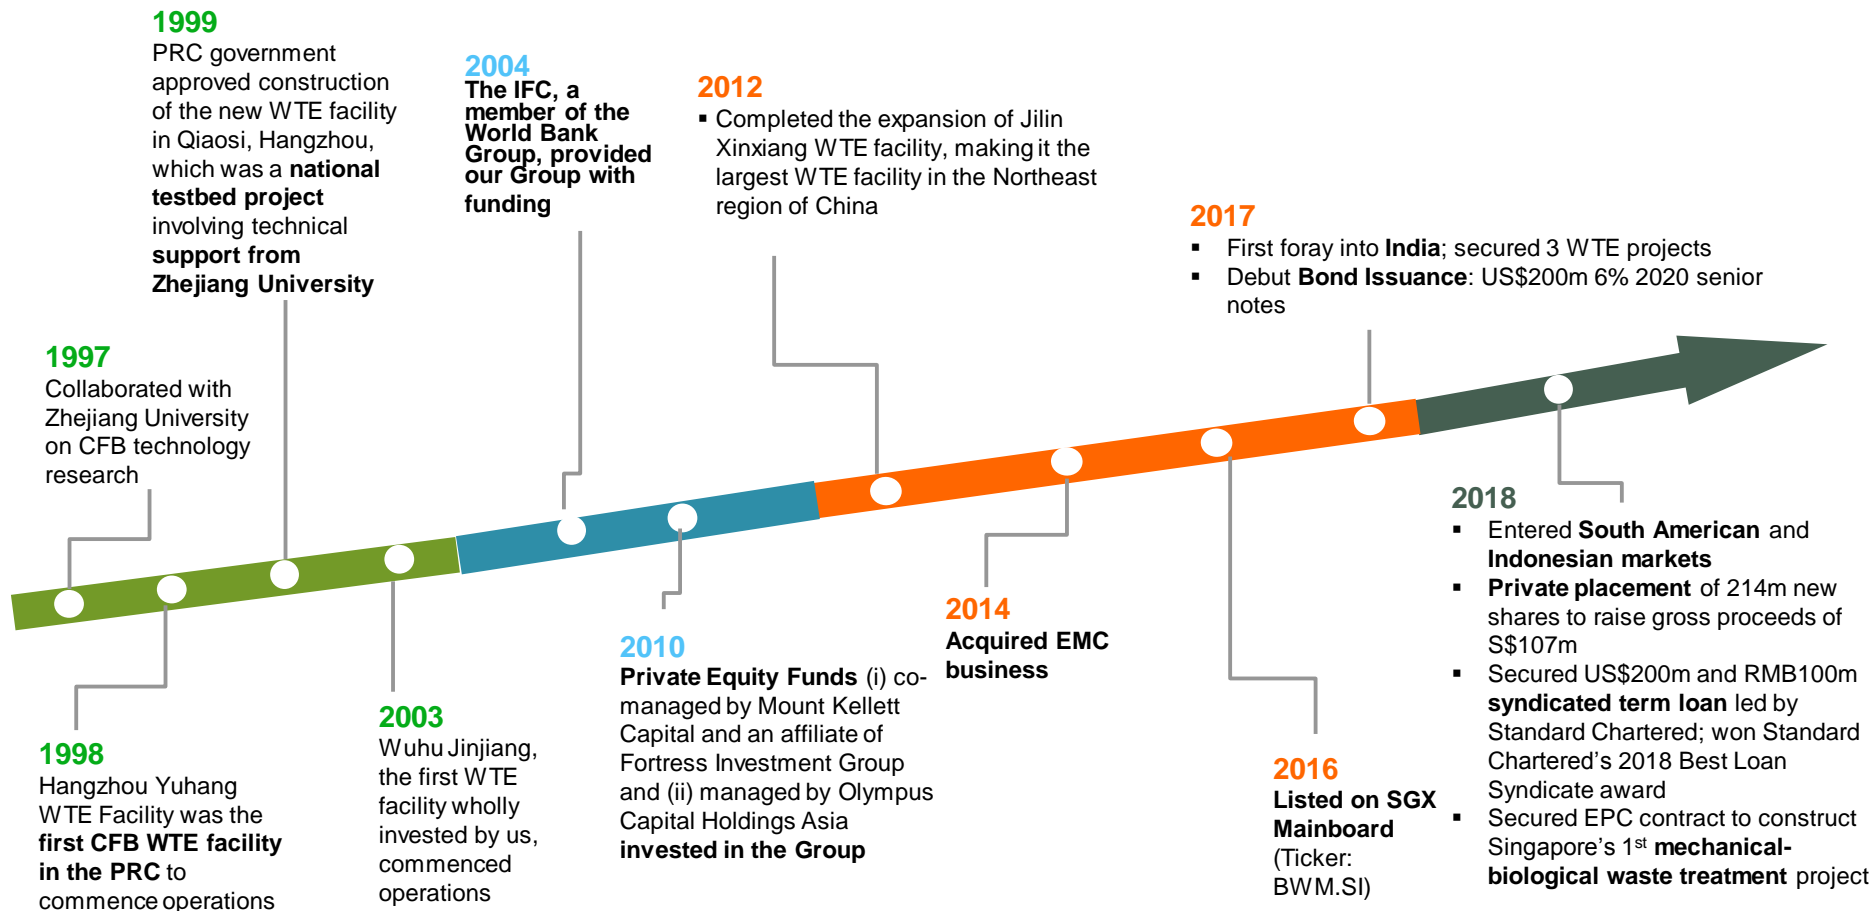 1999
PRC government
approved construction
of the new WTE facility
in Qiaosi, Hangzhou,
which was a national
testbed project
involving technical
support from
Zhejiang University
2004
The IFC, a
member of the
World Bank
Group, provided
our Group with
funding
2012
▪ Completed the expansion of Jilin
Xinxiang WTE facility, making it the
largest WTE facility in the Northeast
region of China
2017
▪ First foray into India; secured 3 WTE projects
▪ Debut Bond Issuance: US$200m 6% 2020 senior
notes
1997
Collaborated with
Zhejiang University
on CFB technology
research
1998
Hangzhou Yuhang
WTE Facility was the
first CFB WTE facility
in the PRC to
commence operations
2003
Wuhu Jinjiang,
the first WTE
facility wholly
invested by us,
commenced
operations
2010
Private Equity Funds (i) co-
managed by Mount Kellett
Capital and an affiliate of
Fortress Investment Group
and (ii) managed by Olympus
Capital Holdings Asia
invested in the Group
2014
Acquired EMC
business
2016
Listed on SGX
Mainboard
(Ticker:
BWM.SI)
2018
▪ Entered South American and
Indonesian markets
▪ Private placement of 214m new
shares to raise gross proceeds of
S$107m
▪ Secured US$200m and RMB100m
syndicated term loan led by
Standard Chartered; won Standard
Chartered's 2018 Best Loan
Syndicate award
▪ Secured EPC contract to construct
Singapore's 1st mechanical-
biological waste treatment project